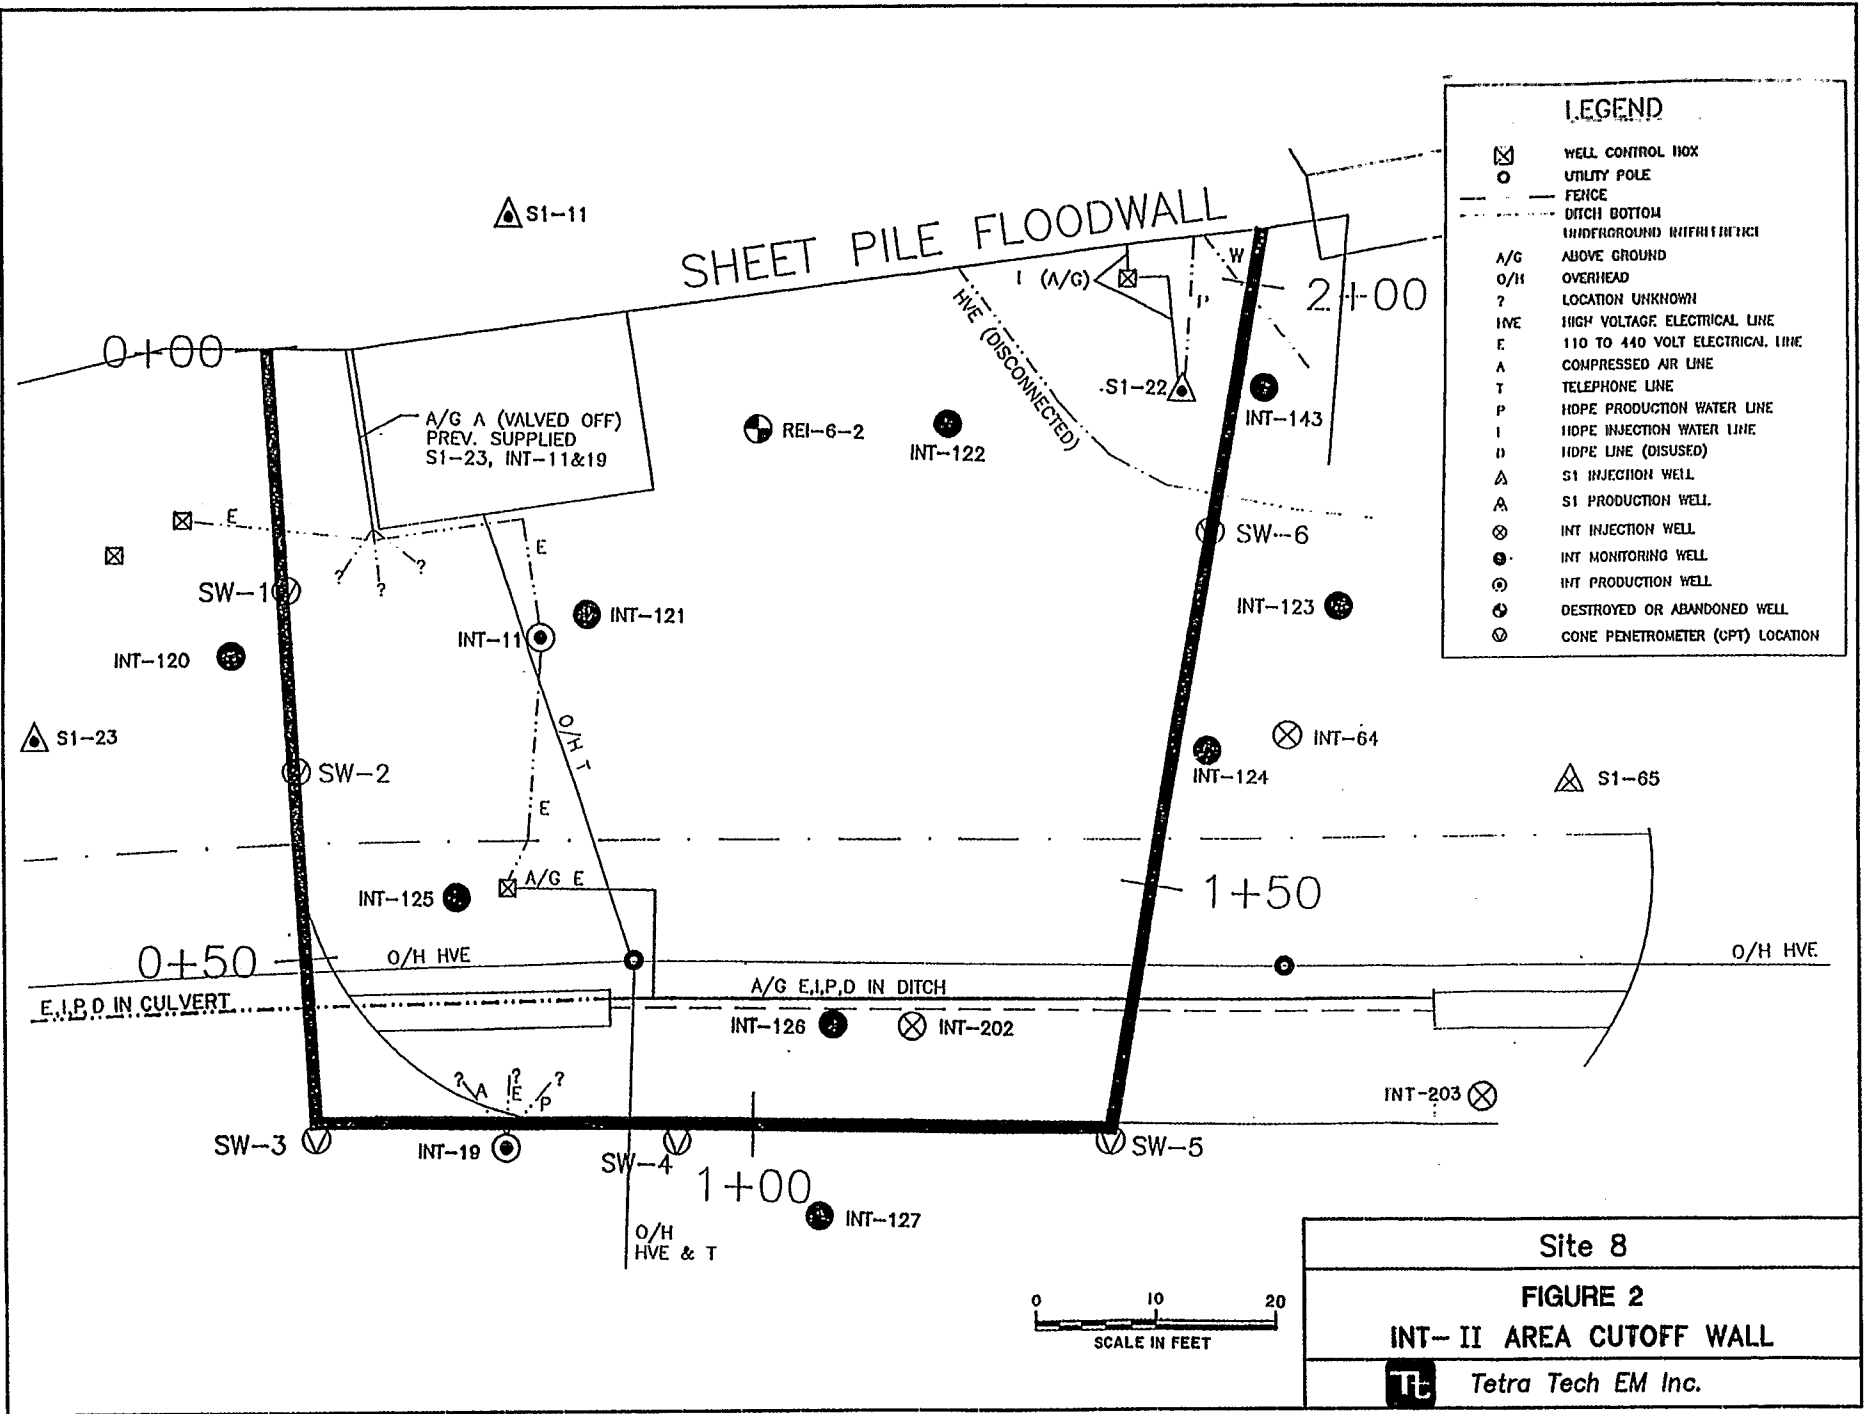 LEGEND
WELL CONTROL BOX
UTILITY POLE
FENCE
DITCH BOTTOM
UNDERGROUND INTERFERENCE
A/G ABOVE GROUND
O/H OVERHEAD
? LOCATION UNKNOWN
HVE HIGH VOLTAGE ELECTRICAL LINE
E 110 TO 440 VOLT ELECTRICAL LINE
A COMPRESSED AIR LINE
T TELEPHONE LINE
P HDPE PRODUCTION WATER LINE
I HDPE INJECTION WATER LINE
D HDPE LINE (DISUSED)
S1 INJECTION WELL
S1 PRODUCTION WELL
INT INJECTION WELL
INT MONITORING WELL
INT PRODUCTION WELL
DESTROYED OR ABANDONED WELL
CONE PENETROMETER (CPT) LOCATION
S1-11
SHEET PILE FLOODWALL
W
I (A/G)
P
2+00
HVE (DISCONNECTED)
0+00
S1-22
INT-143
A/G A (VALVED OFF)
PREV. SUPPLIED
S1-23, INT-11&19
REI-6-2
INT-122
E
SW-6
E
?
?
?
SW-1
INT-121
INT-123
INT-11
INT-120
O/H T
S1-23
SW-2
INT-64
INT-124
S1-65
E
A/G E
INT-125
1+50
0+50
O/H HVE
O/H HVE
A/G E,I,P,D IN DITCH
E,I,P,D IN CULVERT
INT-126
INT-202
?
A
?
E
?
P
INT-203
SW-3
INT-19
SW-4
SW-5
1+00
INT-127
O/H
HVE & T
0 10 20
SCALE IN FEET
Site 8
FIGURE 2
INT-II AREA CUTOFF WALL
Tt Tetra Tech EM Inc.